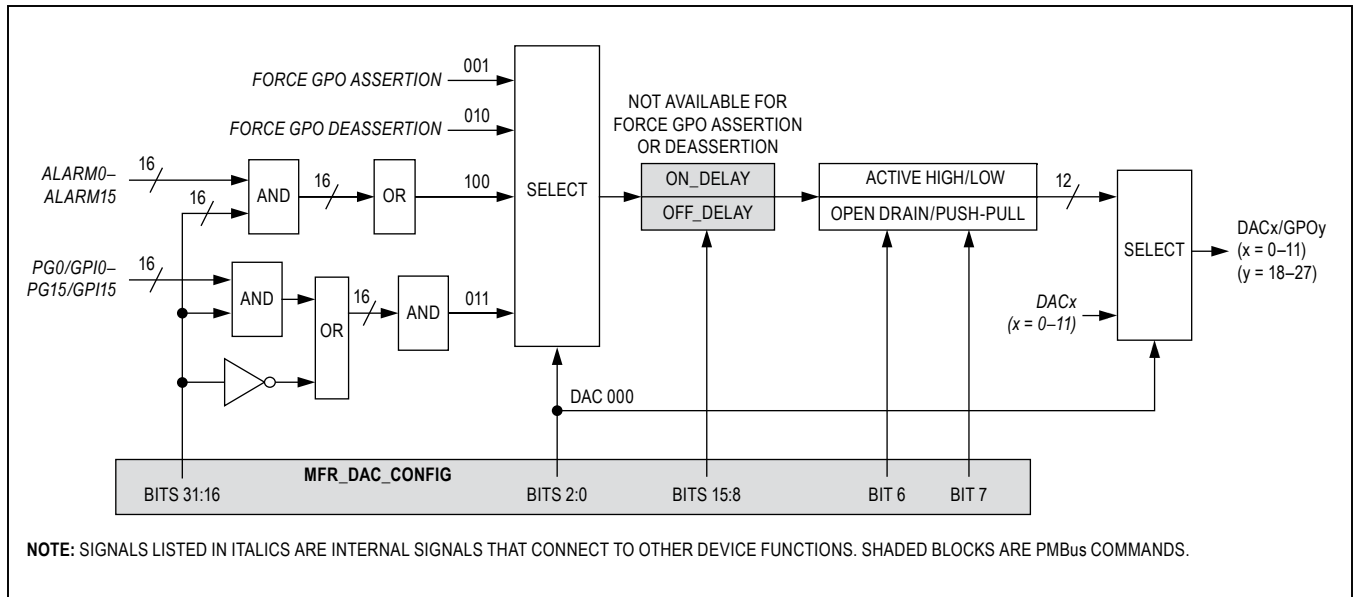 FORCE GPO ASSERTION
001
FORCE GPO DEASSERTION
010
NOT AVAILABLE FOR
FORCE GPO ASSERTION
OR DEASSERTION
ALARM0–
ALARM15
16
16
AND
16
OR
100
SELECT
ON_DELAY
OFF_DELAY
ACTIVE HIGH/LOW
OPEN DRAIN/PUSH-PULL
12
SELECT
DACx/GPOy
(x = 0–11)
(y = 18–27)
PG0/GPI0–
PG15/GPI15
16
AND
OR
16
AND
011
DACx
(x = 0–11)
DAC 000
MFR_DAC_CONFIG
BITS 31:16
BITS 2:0
BITS 15:8
BIT 6
BIT 7
NOTE: SIGNALS LISTED IN ITALICS ARE INTERNAL SIGNALS THAT CONNECT TO OTHER DEVICE FUNCTIONS. SHADED BLOCKS ARE PMBus COMMANDS.